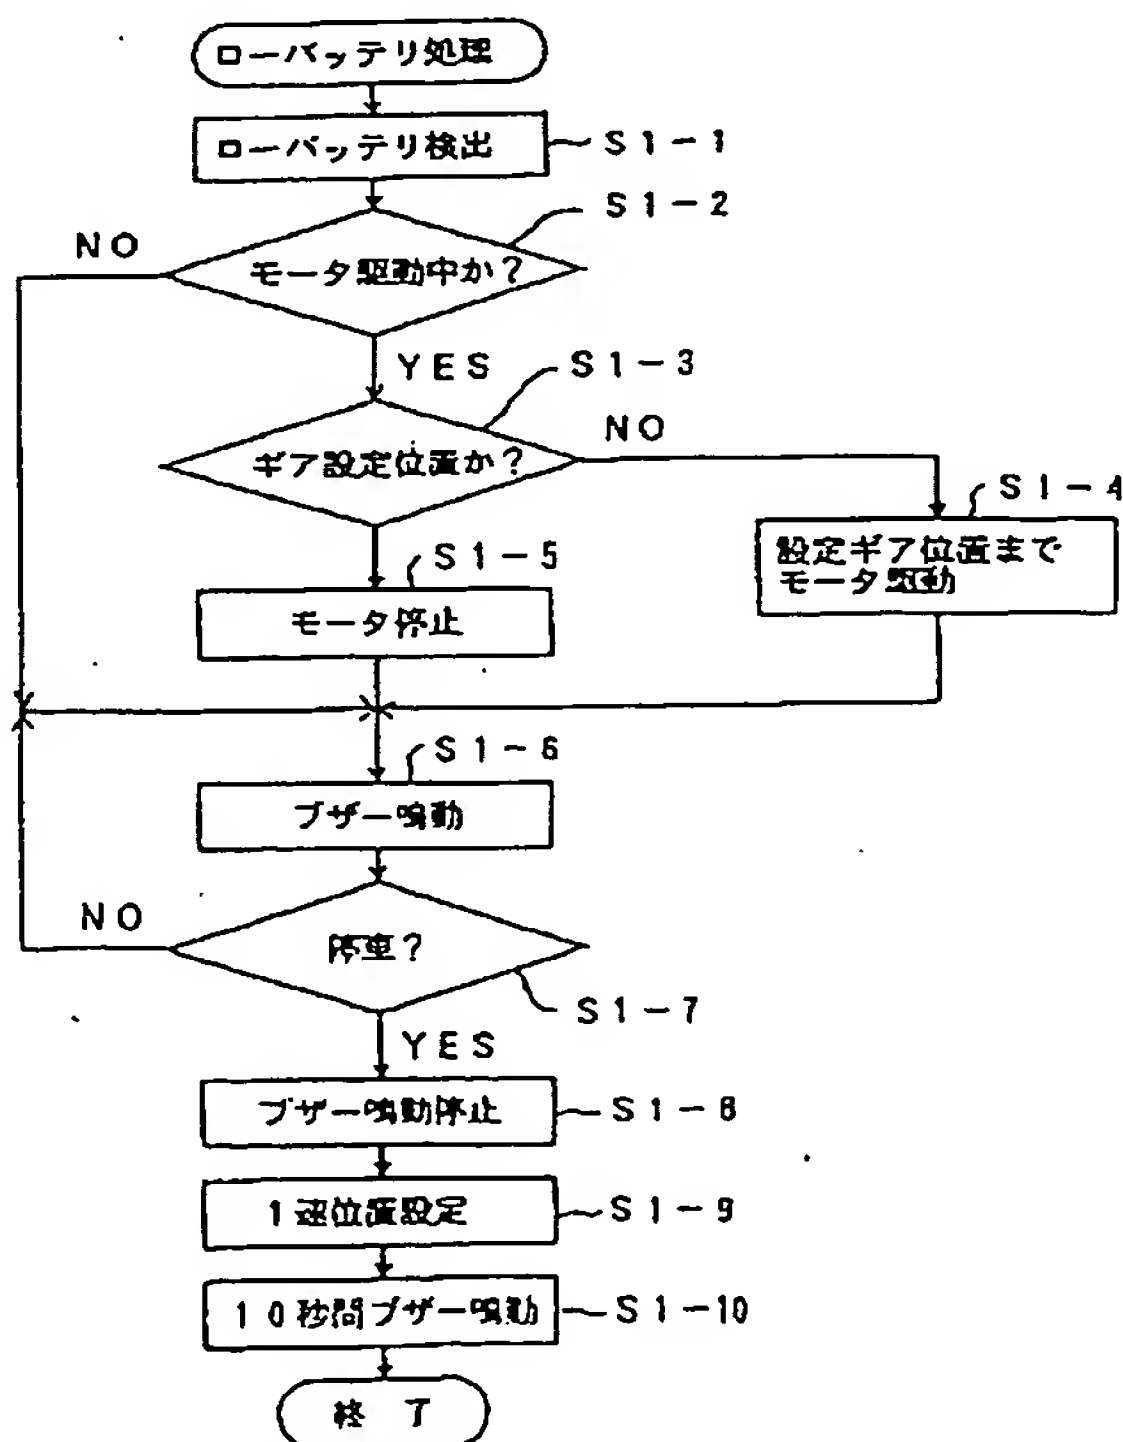 ローバッテリ処理
ローバッテリ検出
S1-1
S1-2
NO
モータ駆動中か?
YES
S1-3
NO
ギア設定位置か?
S1-4
設定ギア位置まで
モータ駆動
S1-5
モータ停止
S1-6
ブザー鳴動
NO
停車?
S1-7
YES
ブザー鳴動停止
S1-8
1速位置設定
S1-9
10秒間ブザー鳴動
S1-10
終了